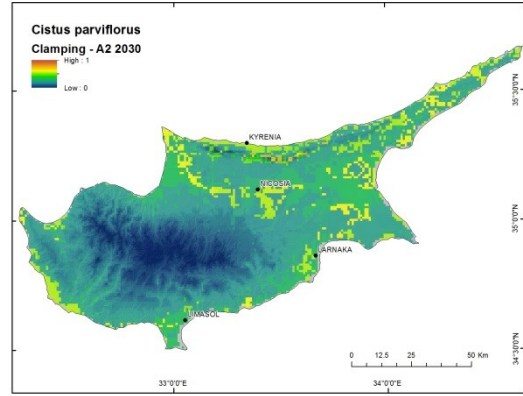 Cistus parviflorus
Clamping - A2 2030
High : 1
Low : 0
KYRENIA
NICOSIA
LARNAKA
LIMASOL
35°30'0"N
35°0'0"N
34°30'0"N
0 12.5 25 50 Km
33°0'0"E 34°0'0"E